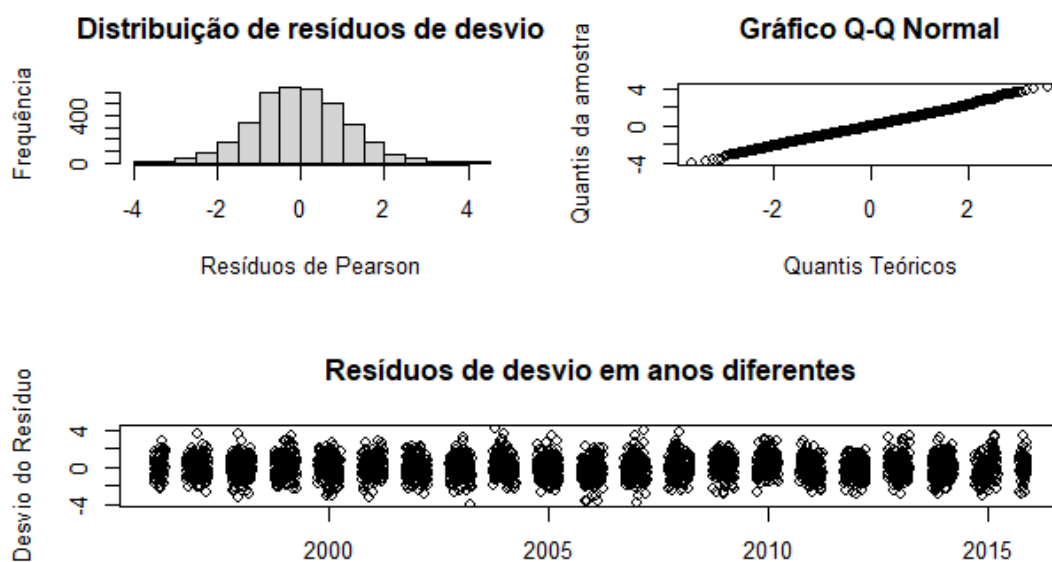 Distribuição de resíduos de desvio
Frequência
0
400
-4
-2
0
2
4
Resíduos de Pearson
Gráfico Q-Q Normal
Quantis da amostra
-4
0
4
-2
0
2
Quantis Teóricos
Resíduos de desvio em anos diferentes
Desvio do Resíduo
-4
0
4
2000
2005
2010
2015